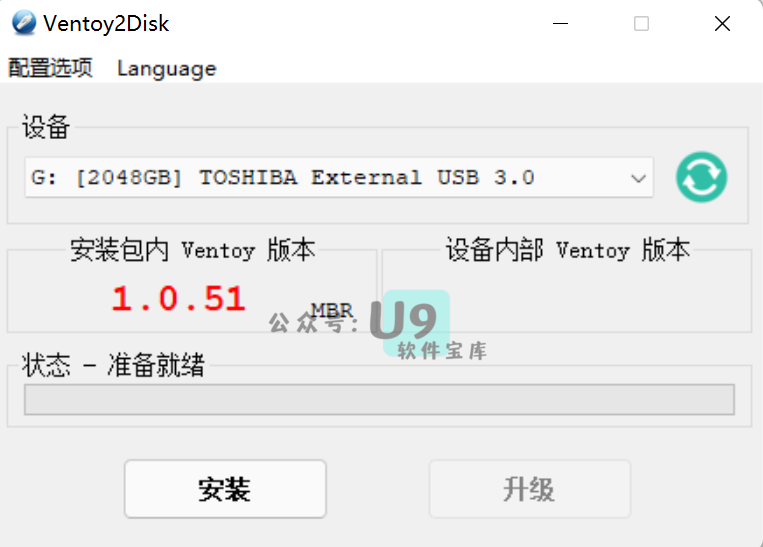 Ventoy2Disk
配置选项 Language
设备
G: [2048GB] TOSHIBA External USB 3.0
安装包内 Ventoy 版本
设备内部 Ventoy 版本
1.0.51
MBR
公众号：U9
软件宝库
状态 - 准备就绪
安装
升级